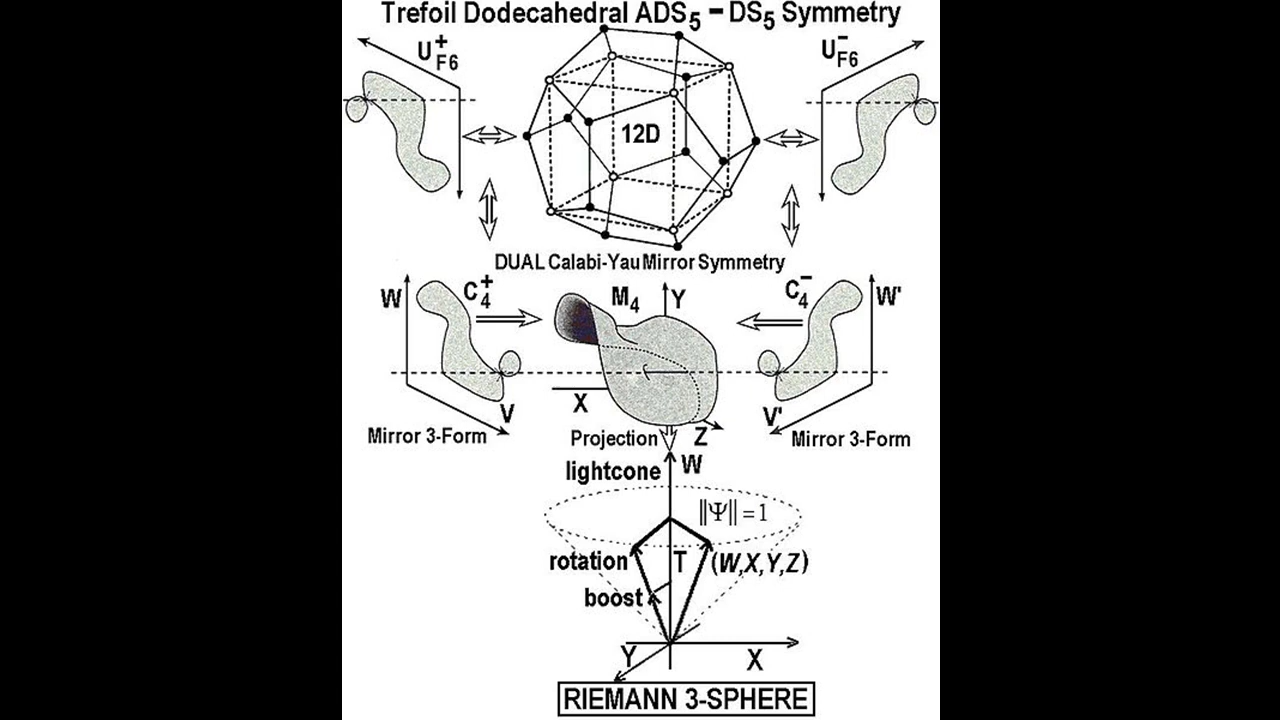 Trefoil Dodecahedral ADS5 - DS5 Symmetry
U+F6
U-F6
12D
DUAL Calabi-Yau Mirror Symmetry
W
C+4
M4
Y
C-4
W'
X
V
V'
Mirror 3-Form
Projection
Z
Mirror 3-Form
lightcone
W
||Ψ|| = 1
rotation
T
(W,X,Y,Z)
boost
Y
X
RIEMANN 3-SPHERE